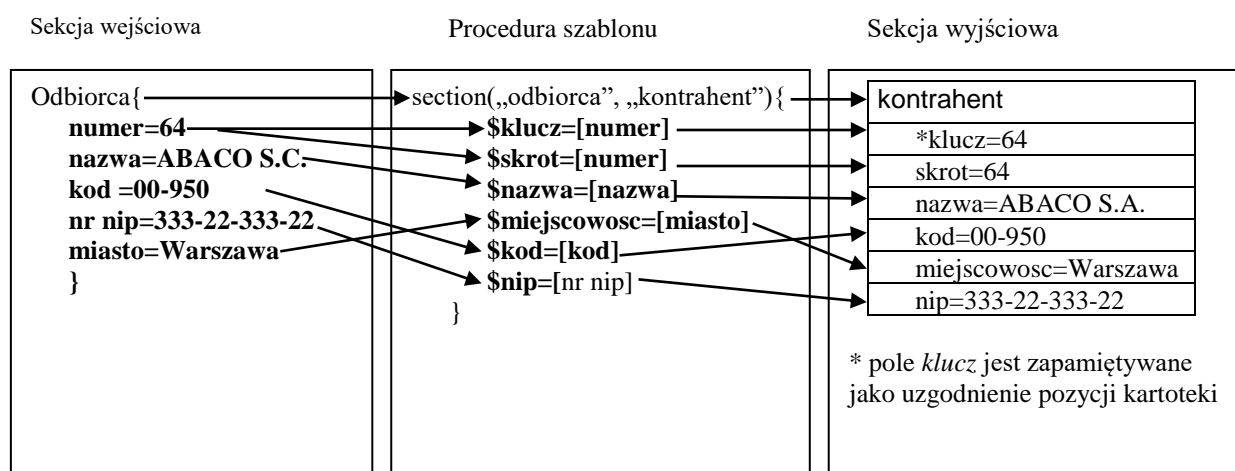 Sekcja wejściowa
Procedura szablonu
Sekcja wyjściowa
Odbiorca{
numer=64
nazwa=ABACO S.C.
kod =00-950
nr nip=333-22-333-22
miasto=Warszawa
}
section(„odbiorca”, „kontrahent”){
$klucz=[numer]
$skrot=[numer]
$nazwa=[nazwa]
$miejscowosc=[miasto]
$kod=[kod]
$nip=[nr nip]
}
kontrahent
*klucz=64
skrot=64
nazwa=ABACO S.A.
kod=00-950
miejscowosc=Warszawa
nip=333-22-333-22
* pole klucz jest zapamiętywane
jako uzgodnienie pozycji kartoteki